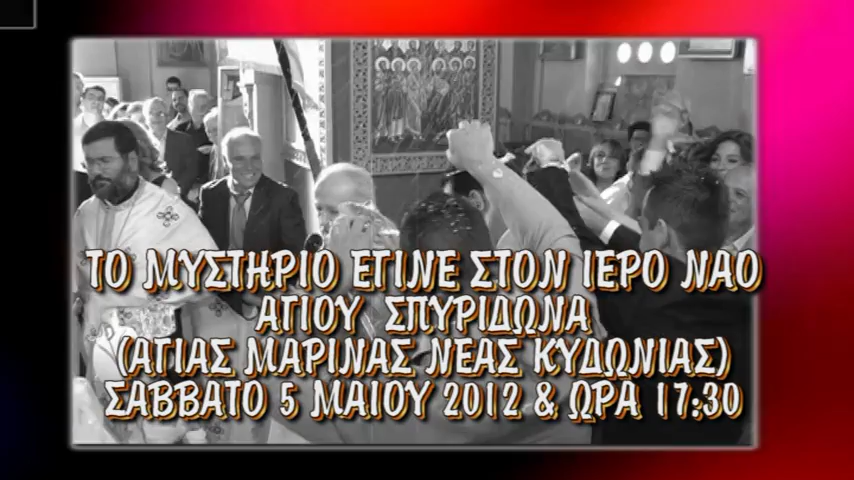 ΤΟ ΜΥΣΤΗΡΙΟ ΕΓΙΝΕ ΣΤΟΝ ΙΕΡΟ ΝΑΟ
ΑΓΙΟΥ ΣΠΥΡΙΔΩΝΑ
(ΑΓΙΑΣ ΜΑΡΙΝΑΣ ΝΕΑΣ ΚΥΔΩΝΙΑΣ)
ΣΑΒΒΑΤΟ 5 ΜΑΙΟΥ 2012 & ΩΡΑ 17:30